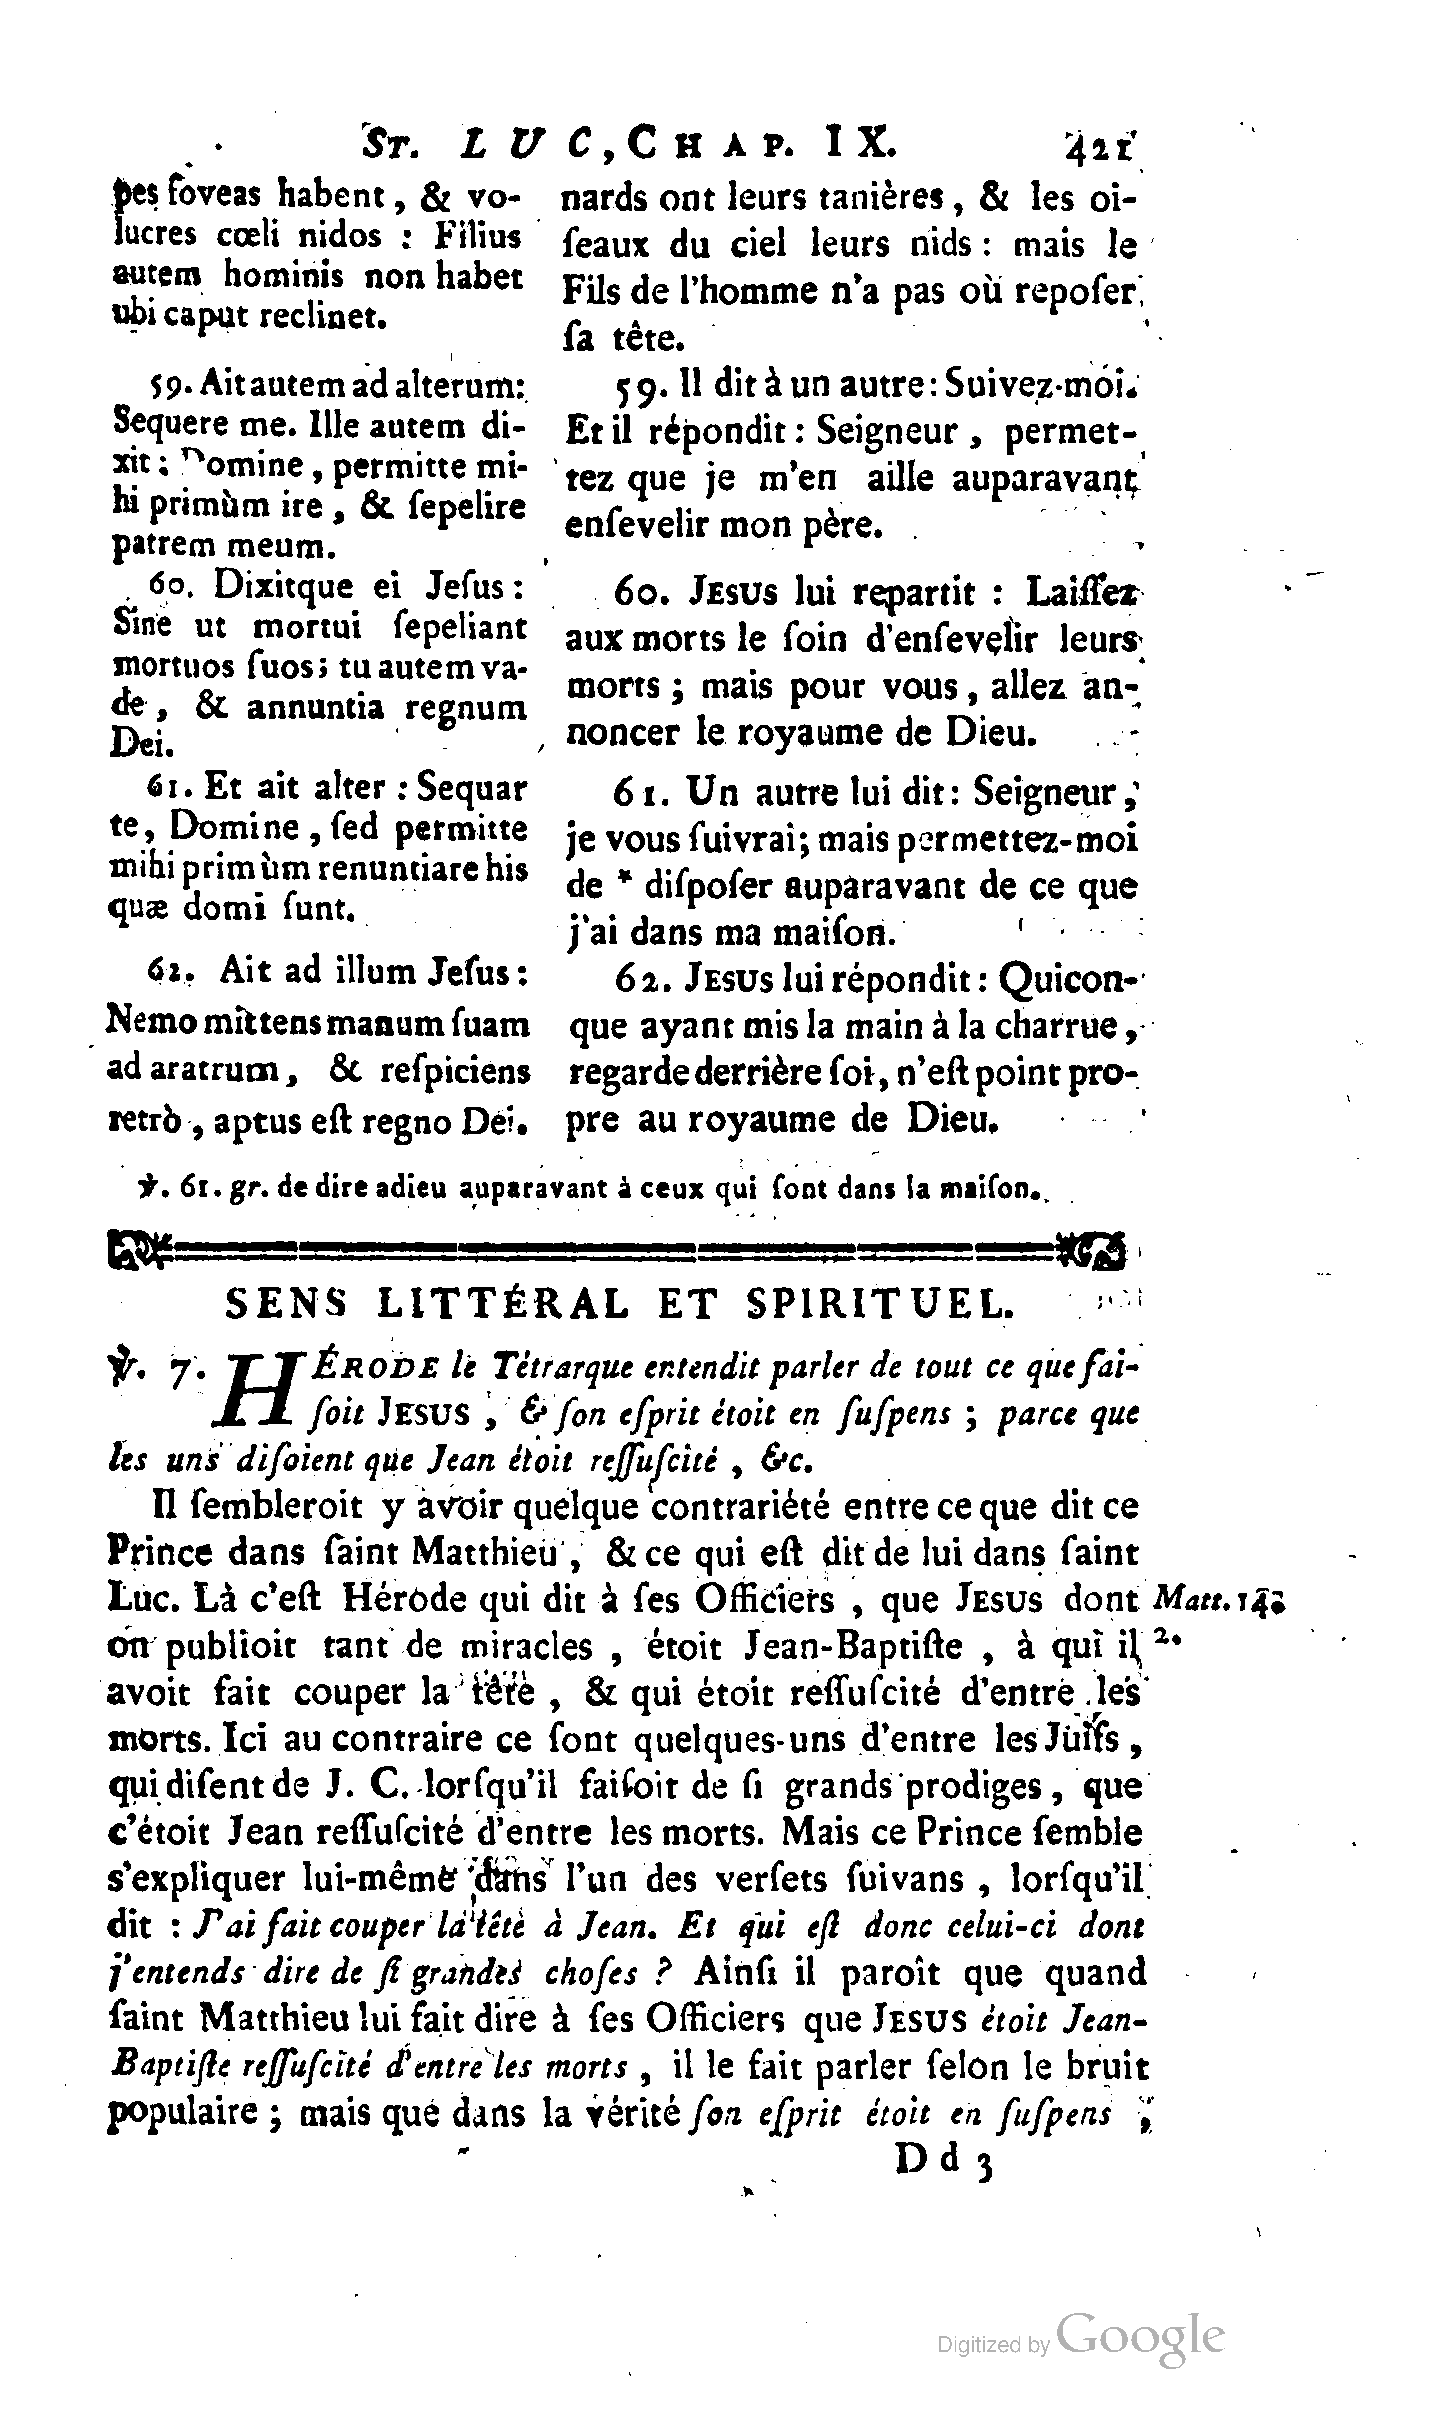 ST. LUC, CHAP. IX. 421
pes foveas habent, & vo-
lucres cœli nidos : Filius
autem hominis non habet
ubi caput reclinet.
59. Ait autem ad alterum:
Sequere me. Ille autem di-
xit : Domine, permitte mi-
hi primùm ire, & ſepelire
patrem meum.
60. Dixitque ei Jeſus :
Sine ut mortui ſepeliant
mortuos ſuos; tu autem va-
de, & annuntia regnum
Dei.
61. Et ait alter : Sequar
te, Domine, ſed permitte
mihi primùm renuntiare his
quæ domi ſunt.
62. Ait ad illum Jeſus :
Nemo mittens manum ſuam
ad aratrum, & reſpiciens
retrò, aptus eſt regno Dei.
nards ont leurs tanières, & les oi-
ſeaux du ciel leurs nids : mais le
Fils de l'homme n'a pas où repoſer
ſa tête.
59. Il dit à un autre : Suivez-moi.
Et il répondit : Seigneur, permet-
tez que je m'en aille auparavant
enſevelir mon père.
60. JESUS lui repartit : Laiſſez
aux morts le ſoin d'enſevelir leurs
morts ; mais pour vous, allez an-
noncer le royaume de Dieu.
61. Un autre lui dit : Seigneur,
je vous ſuivrai; mais permettez-moi
de * diſpoſer auparavant de ce que
j'ai dans ma maiſon.
62. JESUS lui répondit : Quicon-
que ayant mis la main à la charrue,
regarde derrière ſoi, n'eſt point pro-
pre au royaume de Dieu.
℣. 61. gr. de dire adieu auparavant à ceux qui ſont dans la maiſon.
SENS LITTÉRAL ET SPIRITUEL.
℣. 7. HÉRODE le Tétrarque entendit parler de tout ce que fai-
ſoit JESUS, & ſon eſprit étoit en ſuſpens ; parce que
les uns diſoient que Jean étoit reſſuſcité, &c.
Il ſembleroit y avoir quelque contrariété entre ce que dit ce
Prince dans ſaint Matthieu, & ce qui eſt dit de lui dans ſaint
Luc. Là c'eſt Hérode qui dit à ſes Officiers, que JESUS dont Matt. 14.
on publioit tant de miracles, étoit Jean-Baptiſte, à qui il 2.
avoit fait couper la tête, & qui étoit reſſuſcité d'entre les
morts. Ici au contraire ce ſont quelques-uns d'entre les Juifs,
qui diſent de J. C. lorſqu'il faiſoit de ſi grands prodiges, que
c'étoit Jean reſſuſcité d'entre les morts. Mais ce Prince ſemble
s'expliquer lui-même dans l'un des verſets ſuivans, lorſqu'il
dit : J'ai fait couper la tête à Jean. Et qui eſt donc celui-ci dont
j'entends dire de ſi grandes choſes ? Ainſi il paroît que quand
ſaint Matthieu lui fait dire à ſes Officiers que JESUS étoit Jean-
Baptiſte reſſuſcité d'entre les morts, il le fait parler ſelon le bruit
populaire ; mais que dans la vérité ſon eſprit étoit en ſuſpens,
D d 3
Digitized by Google